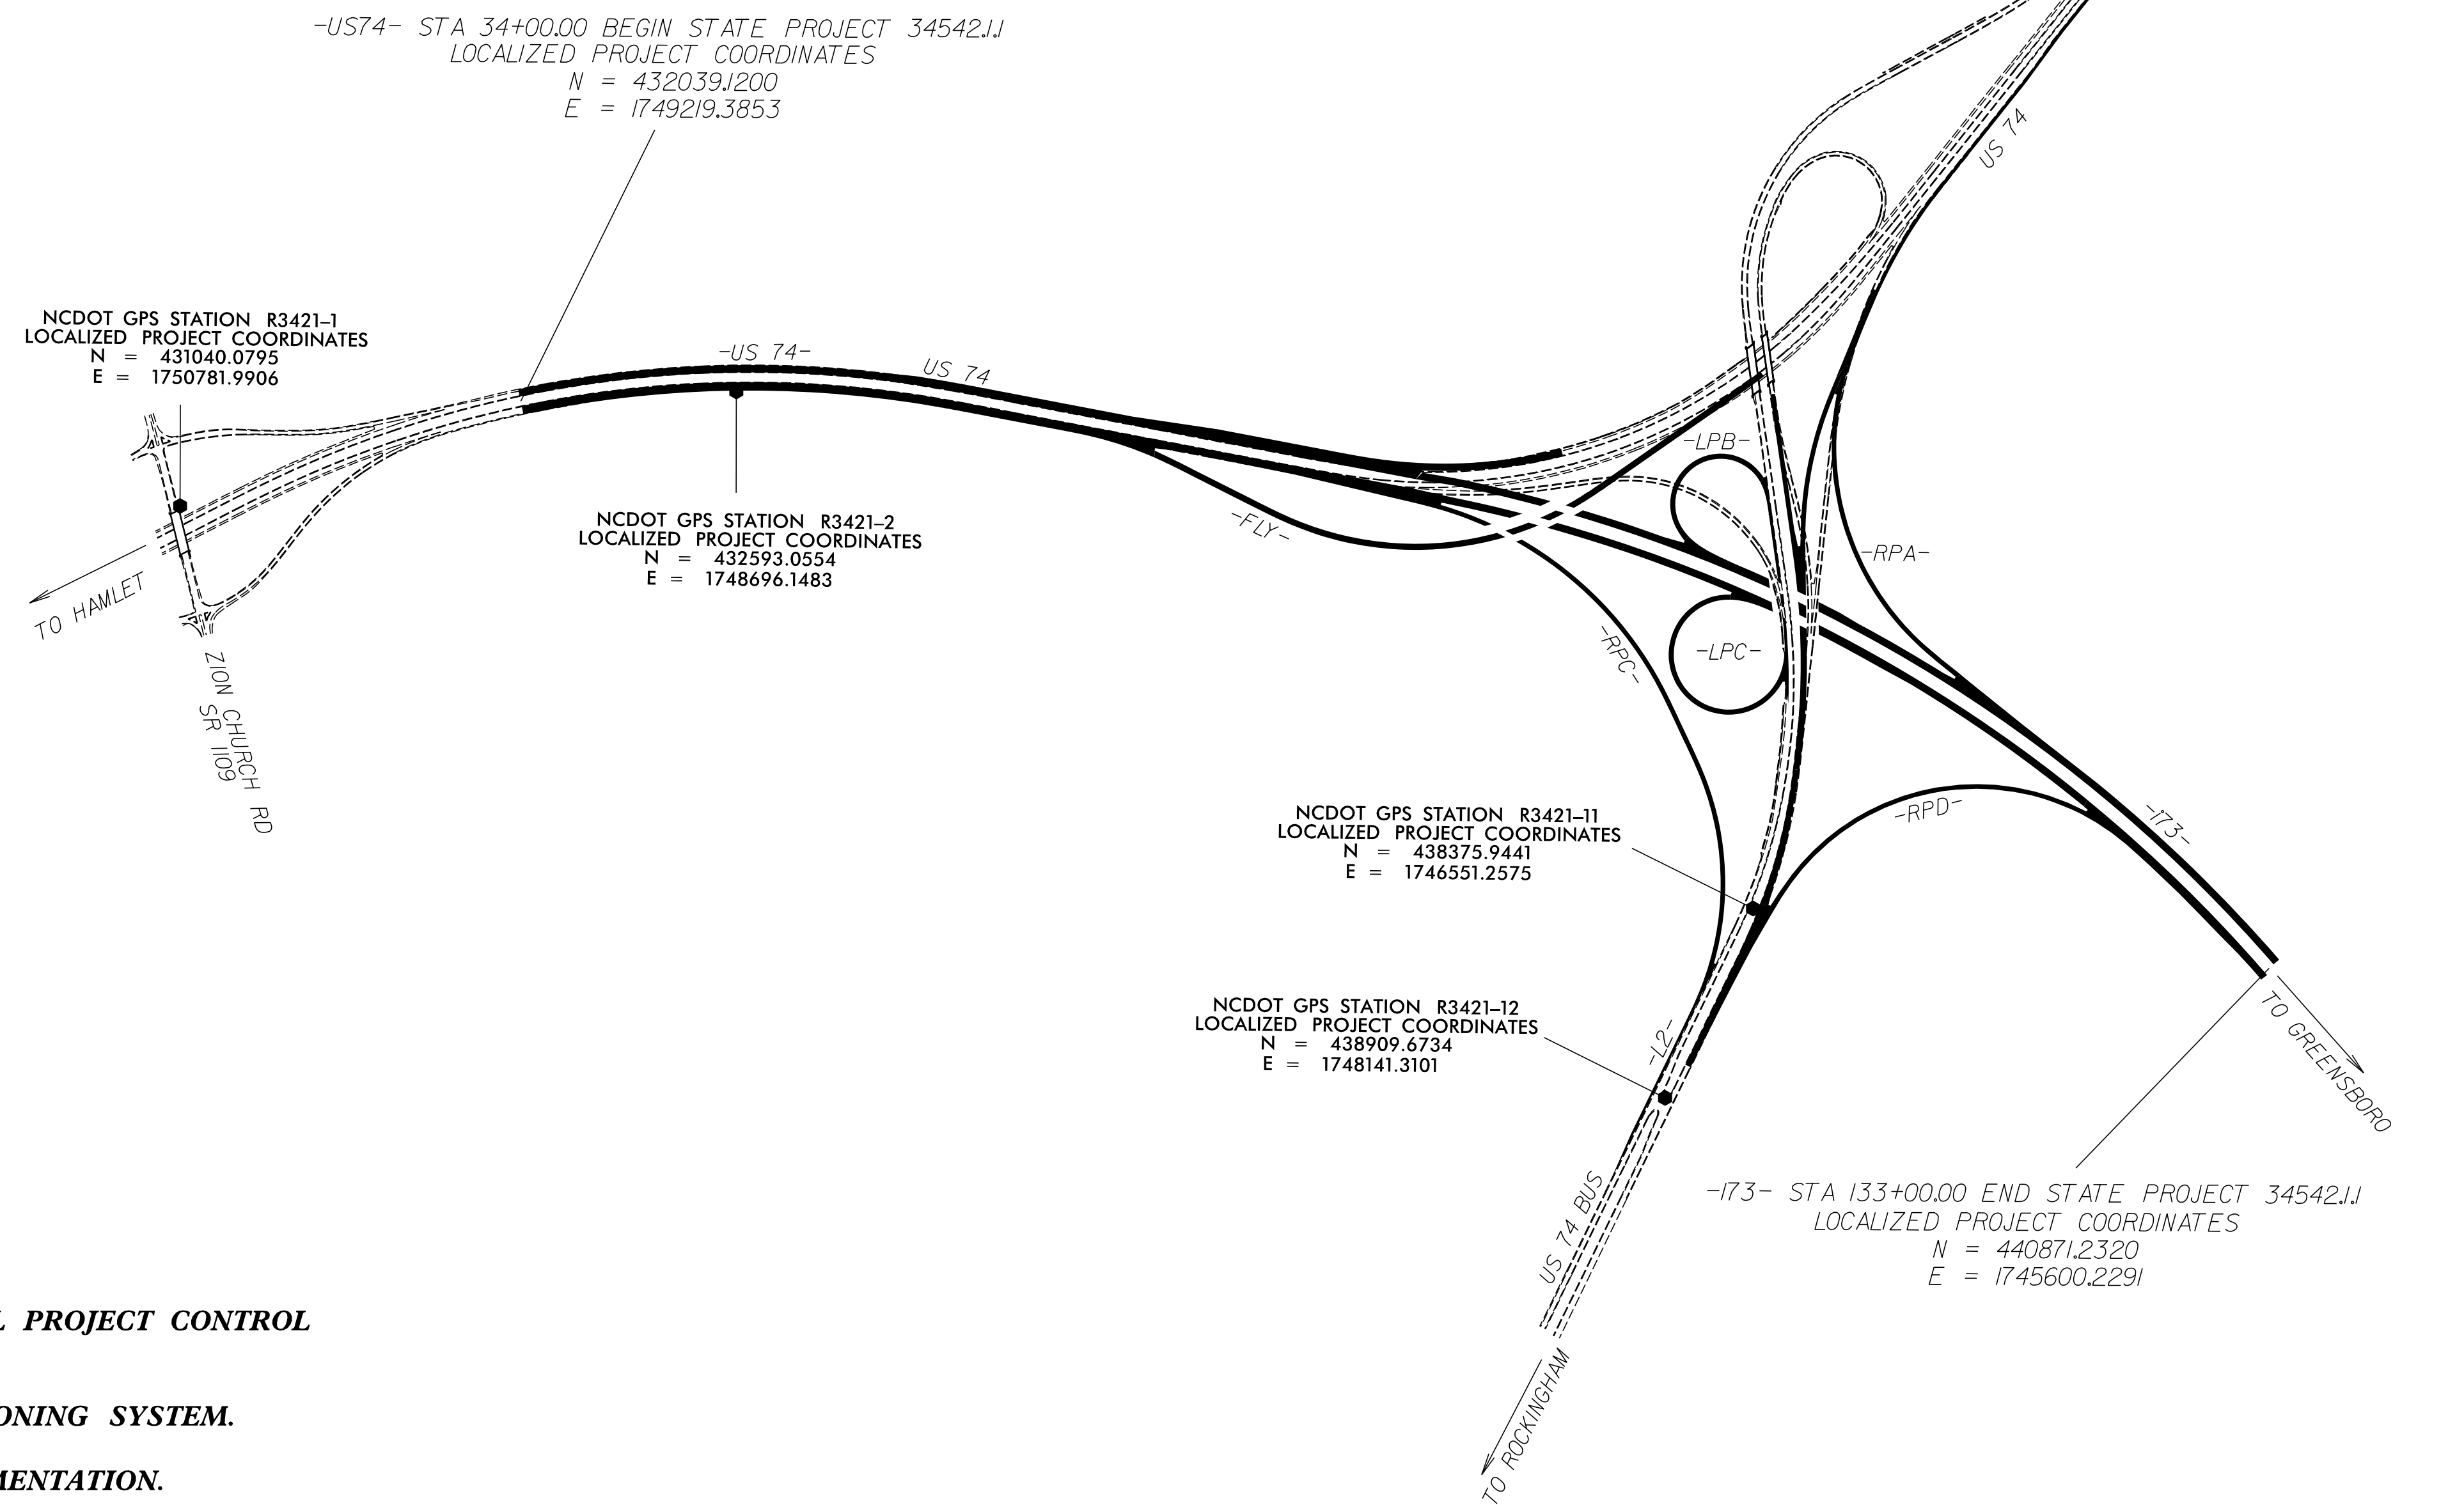 -US74- STA 34+00.00 BEGIN STATE PROJECT 34542.1.1
LOCALIZED PROJECT COORDINATES
N = 432039.1200
E = 1749219.3853
US 74
NCDOT GPS STATION R3421-1
LOCALIZED PROJECT COORDINATES
N = 431040.0795
E = 1750781.9906
-US 74-
US 74
-LPB-
NCDOT GPS STATION R3421-2
LOCALIZED PROJECT COORDINATES
N = 432593.0554
E = 1748696.1483
-FLY-
-RPA-
TO HAMLET
-RPC-
-LPC-
ZION CHURCH RD
SR 1109
NCDOT GPS STATION R3421-11
LOCALIZED PROJECT COORDINATES
N = 438375.9441
E = 1746551.2575
-RPD-
-i73-
NCDOT GPS STATION R3421-12
LOCALIZED PROJECT COORDINATES
N = 438909.6734
E = 1748141.3101
-L2-
TO GREENSBORO
US 74 BUS
-173- STA 133+00.00 END STATE PROJECT 34542.1.1
LOCALIZED PROJECT COORDINATES
N = 440871.2320
E = 1745600.2291
PROJECT CONTROL
TO ROCKINGHAM
ONING SYSTEM.
MENTATION.